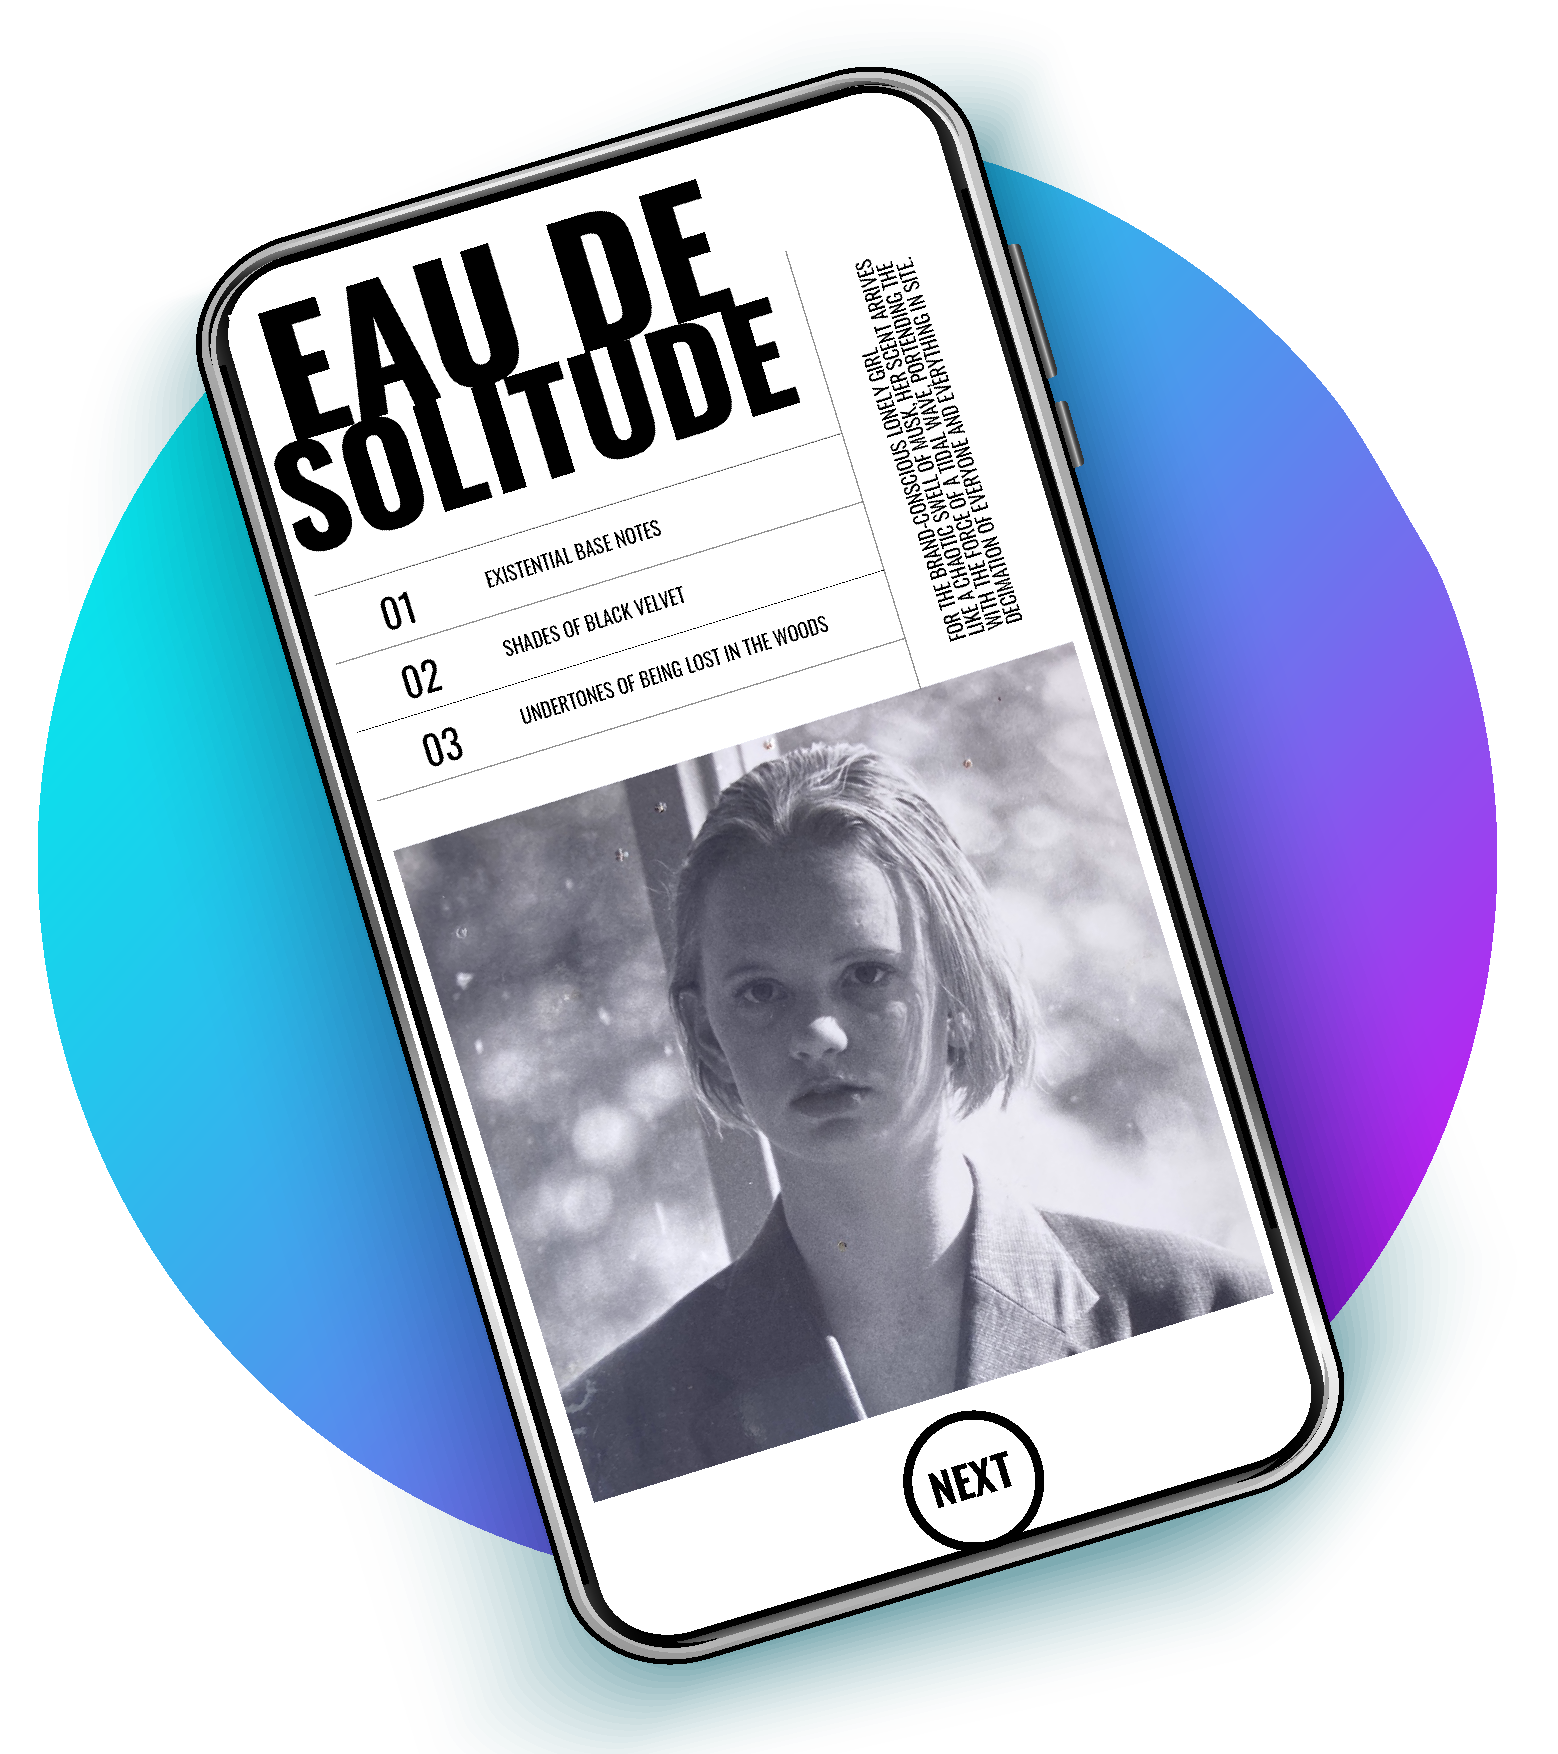 EAU DE
SOLITUDE
01 EXISTENTIAL BASE NOTES
02 SHADES OF BLACK VELVET
03 UNDERTONES OF BEING LOST IN THE WOODS
FOR THE BRAND-CONSCIOUS LONELY GIRL
LIKE A CHAOTIC SWELL OF MUSK, HER SCENT ARRIVES
WITH THE FORCE OF A TIDAL WAVE, PORTENDING THE
DECIMATION OF EVERYONE AND EVERYTHING IN SITE.
NEXT